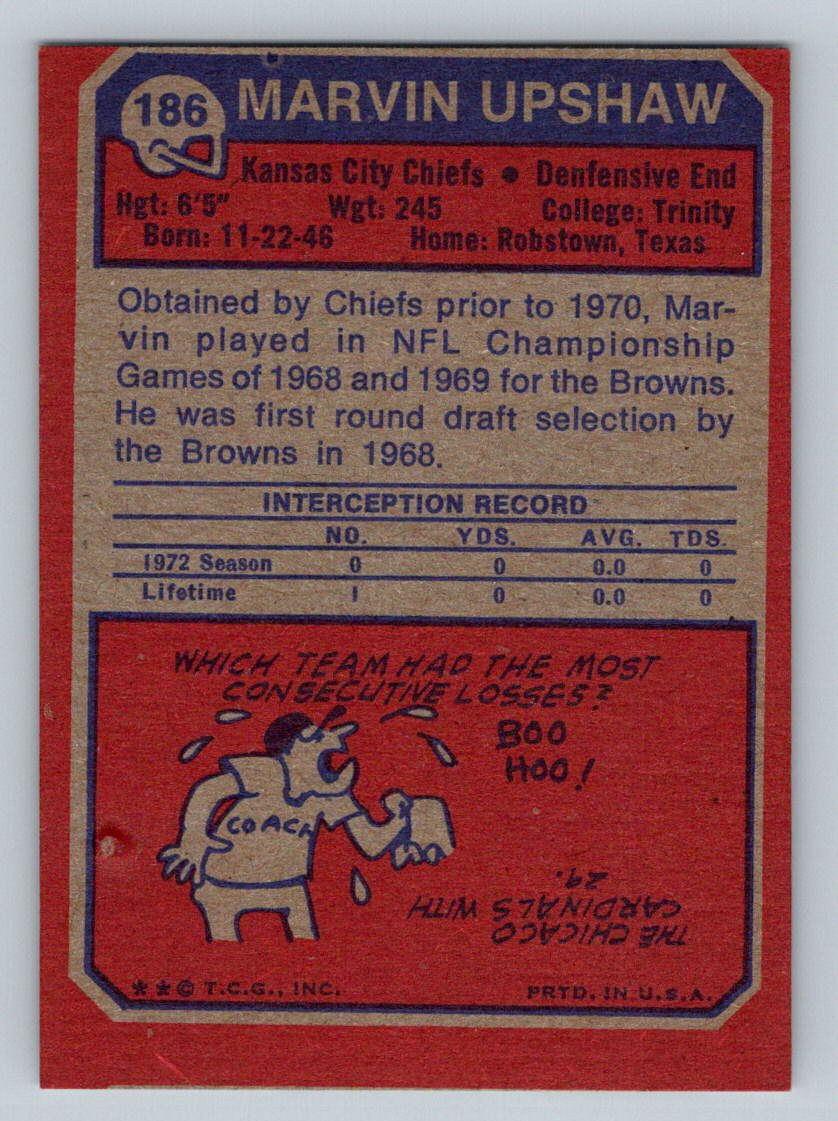 186 MARVIN UPSHAW
Kansas City Chiefs • Denfensive End
Hgt: 6'5" Wgt: 245 College: Trinity
Born: 11-22-46 Home: Robstown, Texas
Obtained by Chiefs prior to 1970, Mar-
vin played in NFL Championship
Games of 1968 and 1969 for the Browns.
He was first round draft selection by
the Browns in 1968.
INTERCEPTION RECORD
NO. YDS. AVG. TDS.
1972 Season 0 0 0.0 0
Lifetime 1 0 0.0 0
WHICH TEAM HAD THE MOST
CONSECUTIVE LOSSES?
BOO
HOO!
COACH
THE CHICAGO
CARDINALS WITH
29.
** © T.C.G., INC. PRTD. IN U.S.A.